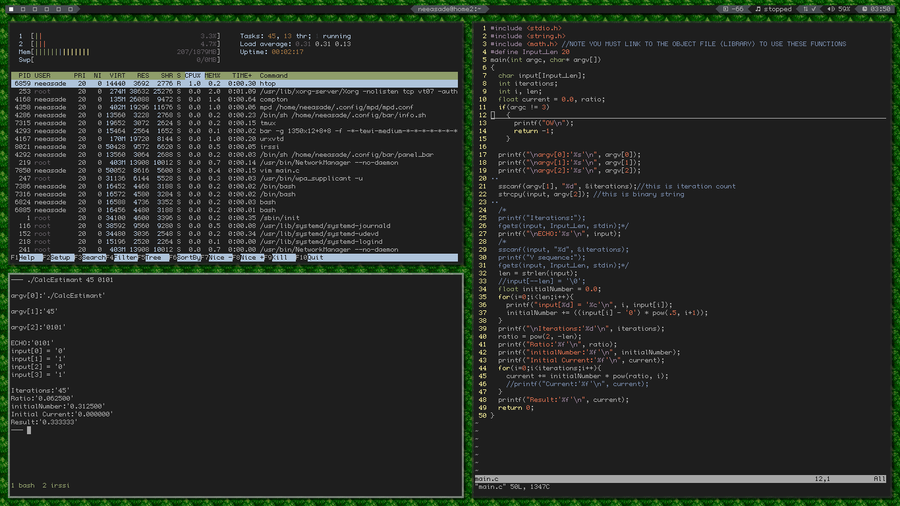 neeasade@home21~
-66
stopped
59%
03:50
1 [|| 3.3%] Tasks: 45, 13 thr; 1 running
2 [||| 4.7%] Load average: 0.31 0.31 0.13
Mem[ 207/1879MB] Uptime: 00:02:17
Swp[ 0/0MB]
PID USER PRI NI VIRT RES SHR S CPU% MEM% TIME+ Command
6859 neeasade 20 0 14440 3692 2776 R 1.0 0.2 0:00.30 htop
253 root 20 0 274M 38632 25276 S 0.0 2.0 0:01.09 /usr/lib/xorg-server/Xorg -nolisten tcp vt07 -auth
4168 neeasade 20 0 135M 26088 9472 S 0.0 1.4 0:00.64 compton
4358 neeasade 20 0 402M 19296 11676 S 0.0 1.0 0:00.06 mpd /home/neeasade/.config/mpd/mpd.conf
4286 neeasade 20 0 13560 3228 2768 S 0.0 0.2 0:00.23 /bin/sh /home/neeasade/.config/bar/info.sh
7315 neeasade 20 0 19652 3072 2624 S 0.0 0.2 0:00.15 tmux
4293 neeasade 20 0 15464 2564 1652 S 0.0 0.1 0:00.02 bar -g 1350x12+8+8 -f
4167 neeasade 20 0 170M 19720 8144 S 0.0 1.0 0:00.20 urxvtd
8021 neeasade 20 0 50428 9572 6620 S 0.0 0.5 0:00.05 irssi
4292 neeasade 20 0 13560 3064 2688 S 0.0 0.2 0:00.00 /bin/sh /home/neeasade/.config/bar/panel_bar
219 root 20 0 403M 13908 10012 S 0.0 0.7 0:00.14 /usr/bin/NetworkManager --no-daemon
7850 neeasade 20 0 50052 8616 5600 S 0.0 0.4 0:00.15 vim main.c
247 root 20 0 31136 6144 5528 S 0.0 0.3 0:00.03 /usr/bin/wpa_supplicant -u
7386 neeasade 20 0 16452 4468 3188 S 0.0 0.2 0:00.02 /bin/bash
7316 neeasade 20 0 16572 4580 3284 S 0.0 0.2 0:00.02 /bin/bash
6824 neeasade 20 0 16588 4736 3352 S 0.0 0.2 0:00.03 bash
6885 neeasade 20 0 16456 4480 3188 S 0.0 0.2 0:00.01 bash
1 root 20 0 34100 4600 3396 S 0.0 0.2 0:00.35 /sbin/init
116 root 20 0 38592 9560 9280 S 0.0 0.5 0:00.04 /usr/lib/systemd/systemd-journald
152 root 20 0 34480 3036 2548 S 0.0 0.2 0:00.03 /usr/lib/systemd/systemd-udevd
218 root 20 0 15196 2520 2264 S 0.0 0.1 0:00.00 /usr/lib/systemd/systemd-logind
241 root 20 0 403M 13908 10012 S 0.0 0.7 0:00.00 /usr/bin/NetworkManager --no-daemon
F1Help F2Setup F3Search F4Filter F5Tree F6SortBy F7Nice - F8Nice + F9Kill F10Quit
./CalcEstimant 45 0101
argv[0]:'./CalcEstimant'
argv[1]:'45'
argv[2]:'0101'
ECHO:'0101'
input[0] = '0'
input[1] = '1'
input[2] = '0'
input[3] = '1'
Iterations:'45'
Ratio:'0.062500'
initialNumber:'0.312500'
Initial Current:'0.000000'
Result:'0.333333'
1 bash 2 irssi
1 #include <stdio.h>
2 #include <string.h>
3 #include <math.h> //NOTE YOU MUST LINK TO THE OBJECT FILE (LIBRARY) TO USE THESE FUNCTIONS
4 #define Input_Len 20
5 main(int argc, char* argv[])
6 {
7 char input[Input_Len];
8 int iterations;
9 int i, len;
10 float current = 0.0, ratio;
11 if(argc != 3)
12 {
13 printf("OW\n");
14 return -1;
15 }
16
17 printf("\nargv[0]:'%s'\n", argv[0]);
18 printf("\nargv[1]:'%s'\n", argv[1]);
19 printf("\nargv[2]:'%s'\n", argv[2]);
20 --
21 sscanf(argv[1], "%d", &iterations);//this is iteration count
22 strcpy(input, argv[2]); //this is binary string
23 --
24 /*
25 printf("Iterations:");
26 fgets(input, Input_Len, stdin);*/
27 printf("\nECHO:'%s'\n", input);
28 /*
29 sscanf(input, "%d", &iterations);
30 printf("Y sequence:");
31 fgets(input, Input_Len, stdin);*/
32 len = strlen(input);
33 //input[--len] = '\0';
34 float initialNumber = 0.0;
35 for(i=0;i<len;i++){
36 printf("input[%d] = '%c'\n", i, input[i]);
37 initialNumber += ((input[i] - '0') * pow(.5, i+1));
38 }
39 printf("\nIterations:'%d'\n", iterations);
40 ratio = pow(2, -len);
41 printf("Ratio:'%f'\n", ratio);
42 printf("initialNumber:'%f'\n", initialNumber);
43 printf("Initial Current:'%f'\n", current);
44 for(i=0;i<iterations;i++){
45 current += initialNumber * pow(ratio, i);
46 //printf("Current:'%f'\n", current);
47 }
48 printf("Result:'%f'\n", current);
49 return 0;
50 }
main.c 12,1 All
"main.c" 50L, 1347C